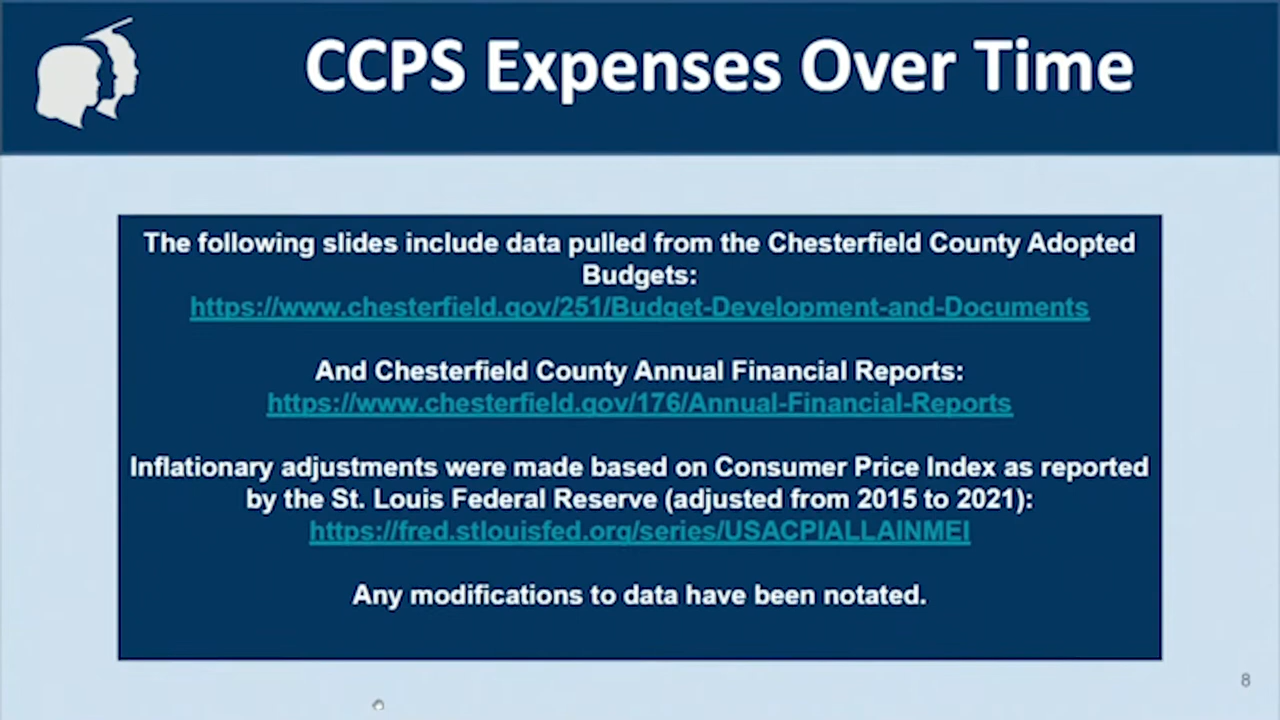 CCPS Expenses Over Time
The following slides include data pulled from the Chesterfield County Adopted
Budgets:
https://www.chesterfield.gov/251/Budget-Development-and-Documents
And Chesterfield County Annual Financial Reports:
https://www.chesterfield.gov/176/Annual-Financial-Reports
Inflationary adjustments were made based on Consumer Price Index as reported
by the St. Louis Federal Reserve (adjusted from 2015 to 2021):
https://fred.stlouisfed.org/series/USACPIALLAINMEI
Any modifications to data have been notated.
8